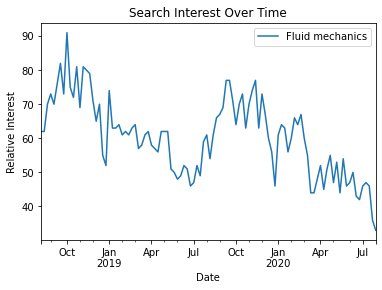 Search Interest Over Time
Fluid mechanics
Relative Interest
90
80
70
60
50
40
Oct Jan Apr Jul Oct Jan Apr Jul
2019 2020
Date